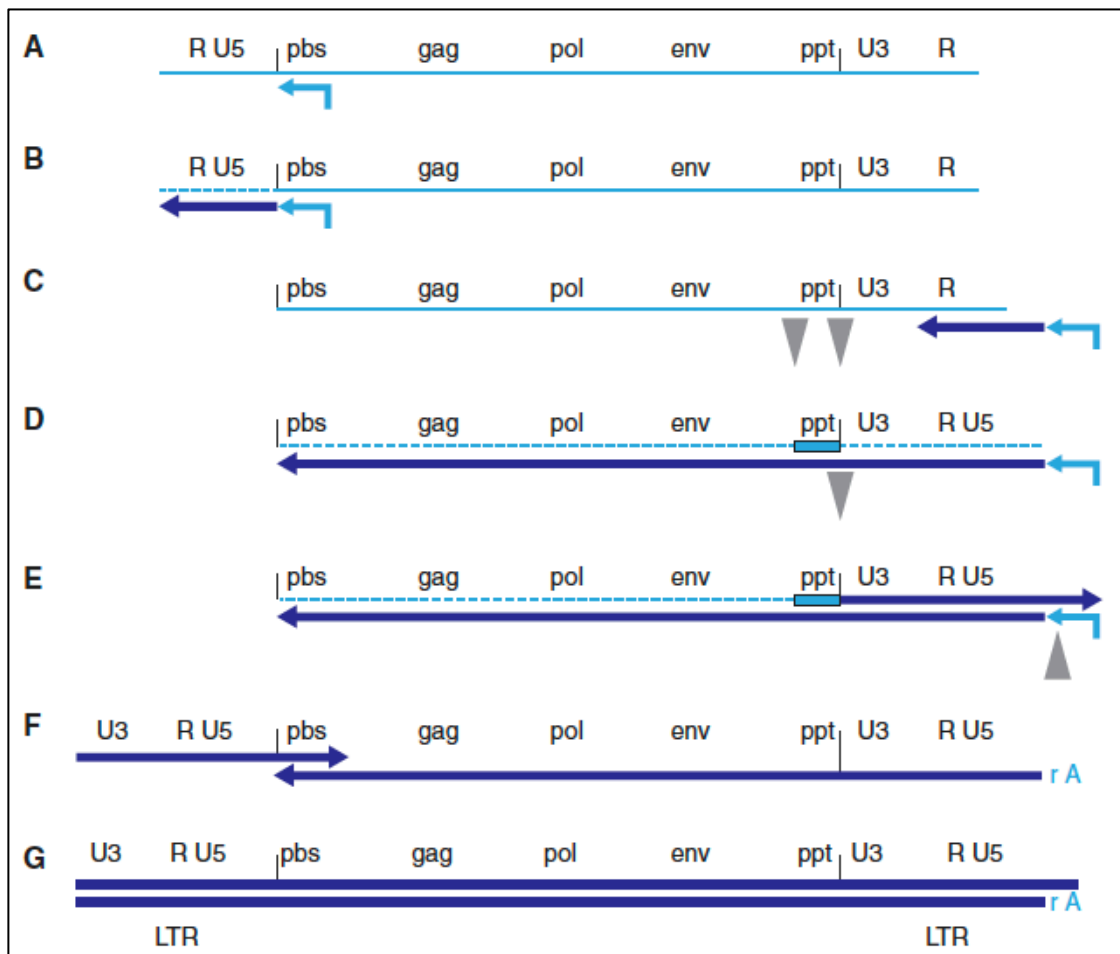 A R U5 pbs gag pol env ppt U3 R
B R U5 pbs gag pol env ppt U3 R
C pbs gag pol env ppt U3 R
D pbs gag pol env ppt U3 R U5
E pbs gag pol env ppt U3 R U5
F U3 R U5 pbs gag pol env ppt U3 R U5
r A
G U3 R U5 pbs gag pol env ppt U3 R U5
r A
LTR LTR